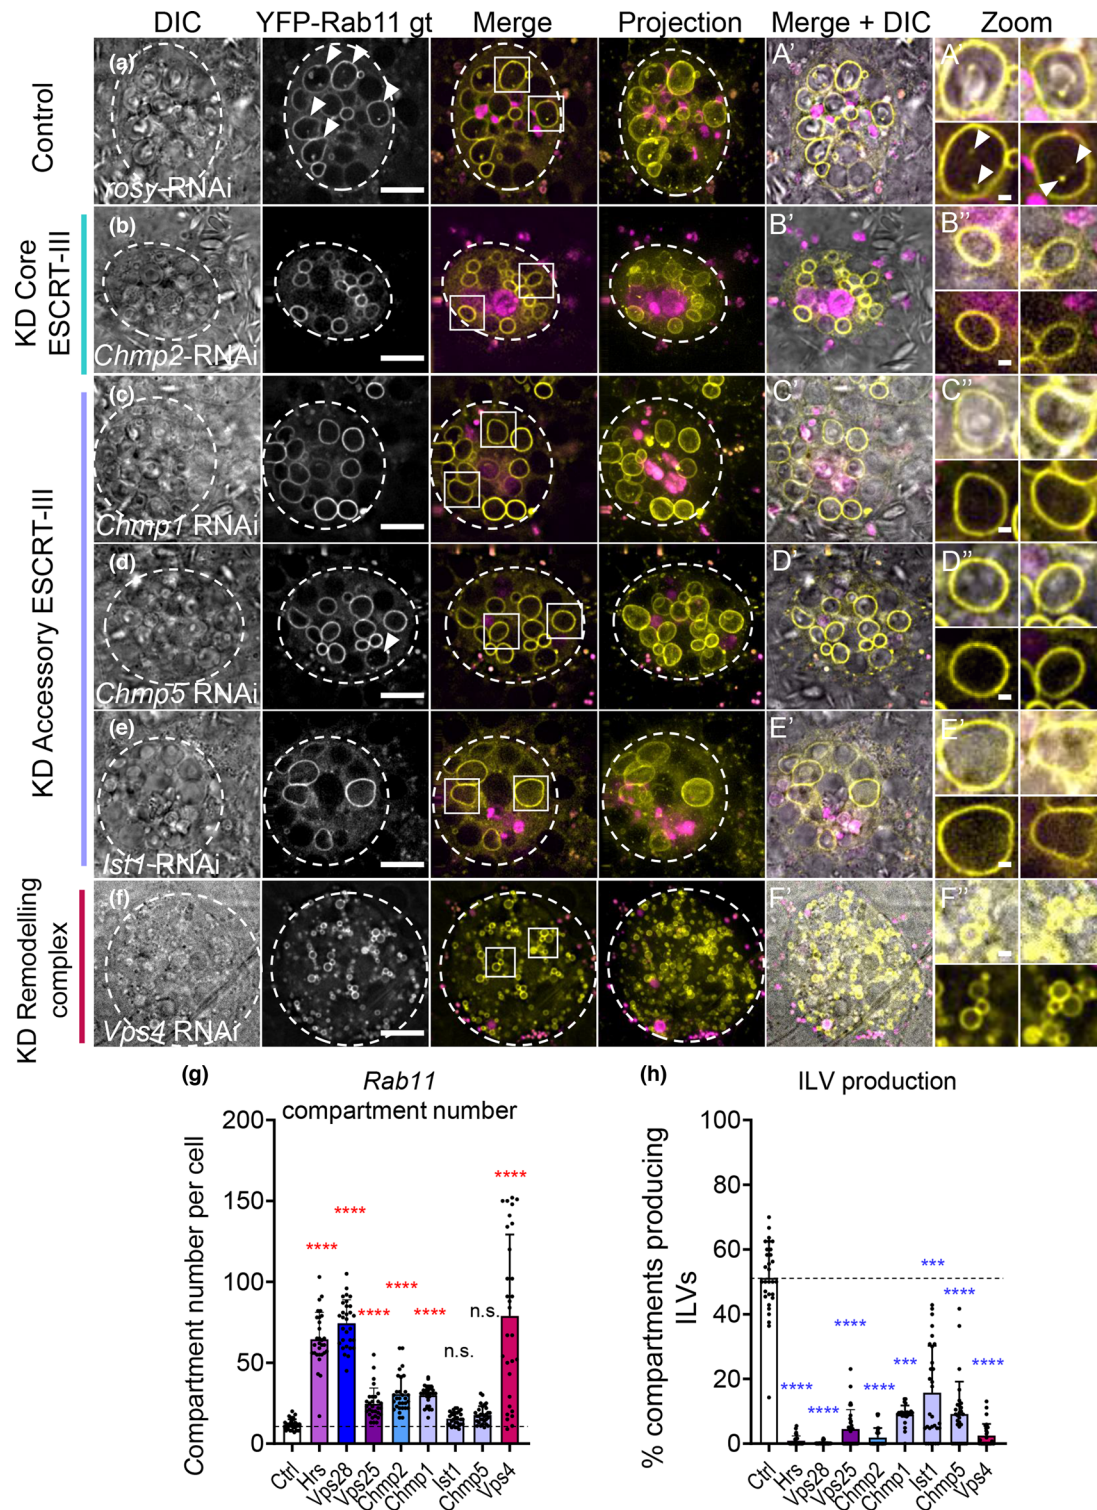 DIC YFP-Rab11 gt Merge Projection Merge + DIC Zoom
Control
(a) A' A''
rosy-RNAi
KD Core
ESCRT-III
(b) B' B''
Chmp2-RNAi
KD Accessory ESCRT-III
(c) C' C''
Chmp1 RNAi
(d) D' D''
Chmp5 RNAi
(e) E' E''
Ist1-RNAi
KD Remodelling
complex
(f) F' F''
Vps4 RNAi
(g) Rab11
compartment number
Compartment number per cell
200
150
100
50
0
****
****
****
****
****
n.s.
n.s.
****
Ctrl
Hrs
Vps28
Vps25
Chmp2
Chmp1
Ist1
Chmp5
Vps4
(h) ILV production
% compartments producing
ILVs
100
80
60
40
20
0
****
****
****
****
***
***
****
****
Ctrl
Hrs
Vps28
Vps25
Chmp2
Chmp1
Ist1
Chmp5
Vps4